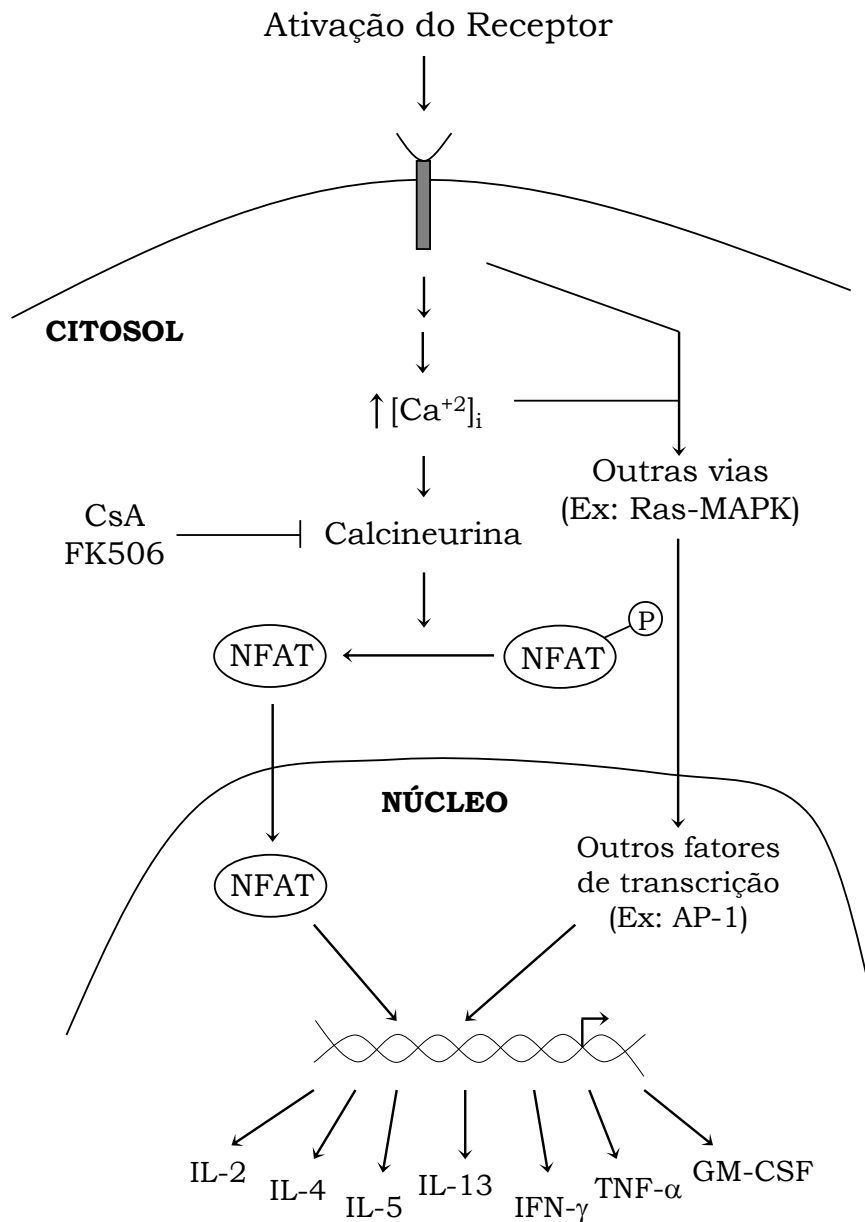 Ativação do Receptor
CITOSOL
↑ [Ca⁺²]ᵢ
Outras vias
(Ex: Ras-MAPK)
CsA
FK506
Calcineurina
P
NFAT
NFAT
NÚCLEO
NFAT
Outros fatores
de transcrição
(Ex: AP-1)
IL-2
IL-4
IL-5
IL-13
IFN-γ
TNF-α
GM-CSF